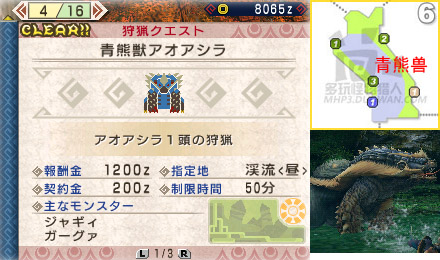 4 / 16
8065z
CLEAR!!
狩猟クエスト
青熊獣アオアシラ
アオアシラ1頭の狩猟
報酬金 1200z
指定地 渓流<昼>
契約金 200z
制限時間 50分
主なモンスター
ジャギィ
ガーグァ
L 1/3 R
6
1
2
青熊兽
3
1
多玩怪物猎人
MHP3.DUOWAN.COM